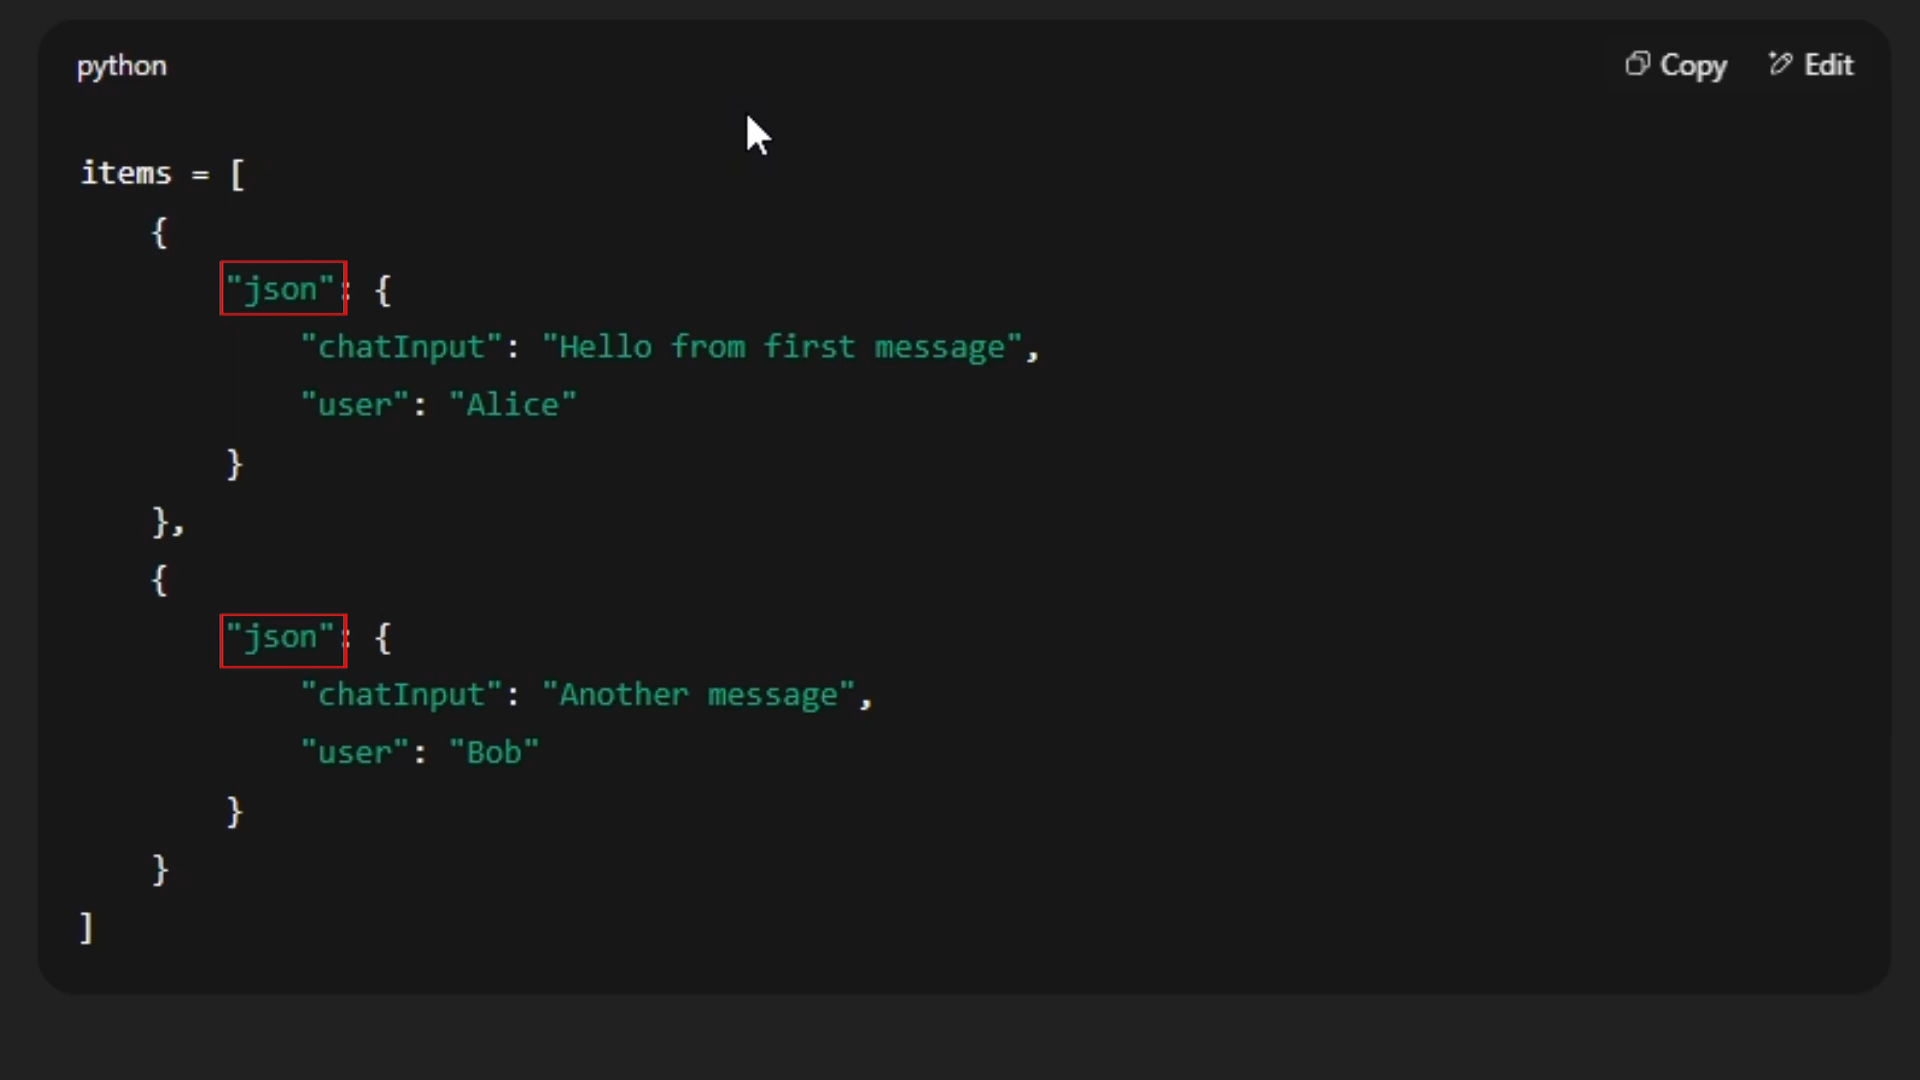 python
Copy Edit
items = [
    {
        "json": {
            "chatInput": "Hello from first message",
            "user": "Alice"
        }
    },
    {
        "json": {
            "chatInput": "Another message",
            "user": "Bob"
        }
    }
]